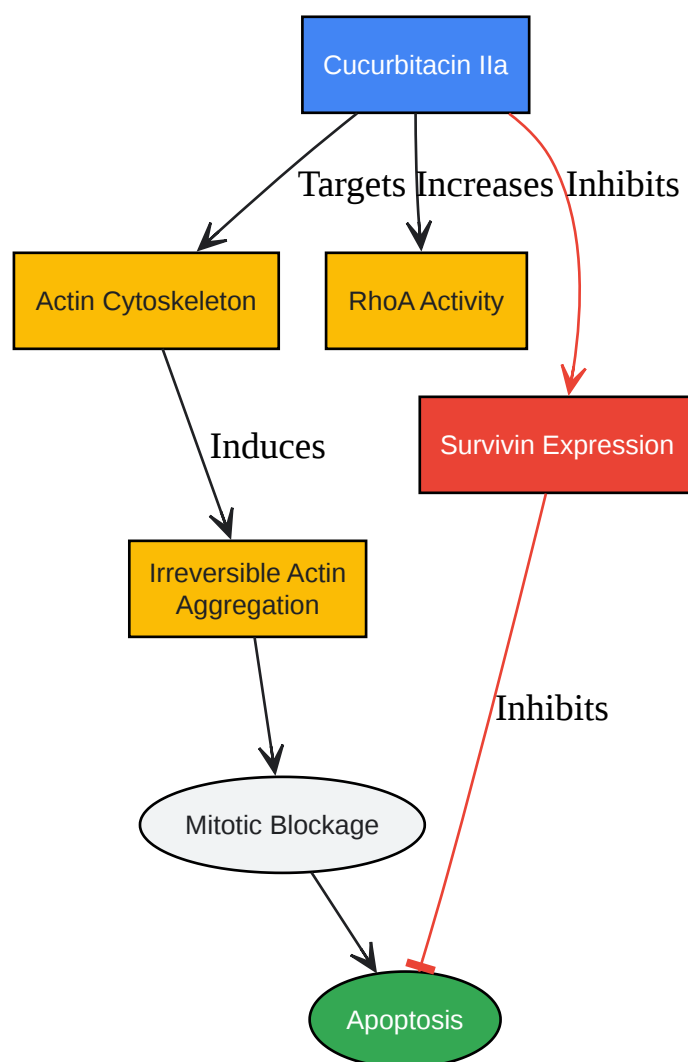 Cucurbitacin IIa
Targets
Increases
Inhibits
Actin Cytoskeleton
RhoA Activity
Induces
Survivin Expression
Irreversible Actin
Aggregation
Inhibits
Mitotic Blockage
Apoptosis